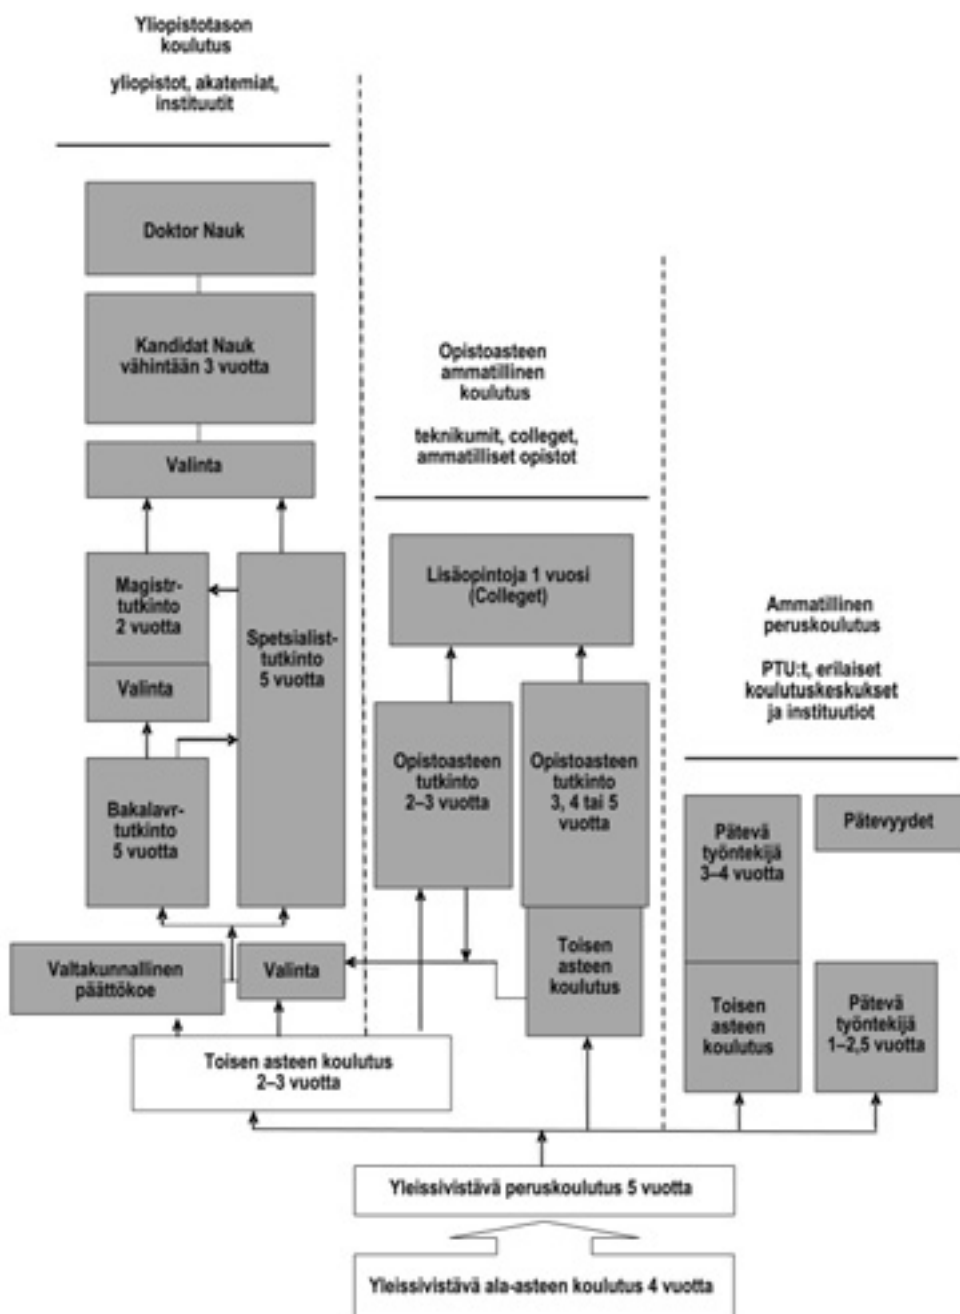 Yliopistotason
koulutus
yliopistot, akatemiat,
instituutit
Doktor Nauk
Kandidat Nauk
vähintään 3 vuotta
Valinta
Magistr-
tutkinto
2 vuotta
Valinta
Spetsialist-
tutkinto
5 vuotta
Bakalavr-
tutkinto
5 vuotta
Valtakunnallinen
päättökoe
Valinta
Toisen asteen koulutus
2–3 vuotta
Opistoasteen
ammatillinen
koulutus
teknikumit, colleget,
ammatilliset opistot
Lisäopintoja 1 vuosi
(Colleget)
Opistoasteen
tutkinto
2–3 vuotta
Opistoasteen
tutkinto
3, 4 tai 5
vuotta
Toisen
asteen
koulutus
Ammatillinen
peruskoulutus
PTU:t, erilaiset
koulutuskeskukset
ja instituutiot
Pätevä
työntekijä
3–4 vuotta
Pätevyydet
Toisen
asteen
koulutus
Pätevä
työntekijä
1–2,5 vuotta
Yleissivistävä peruskoulutus 5 vuotta
Yleissivistävä ala-asteen koulutus 4 vuotta